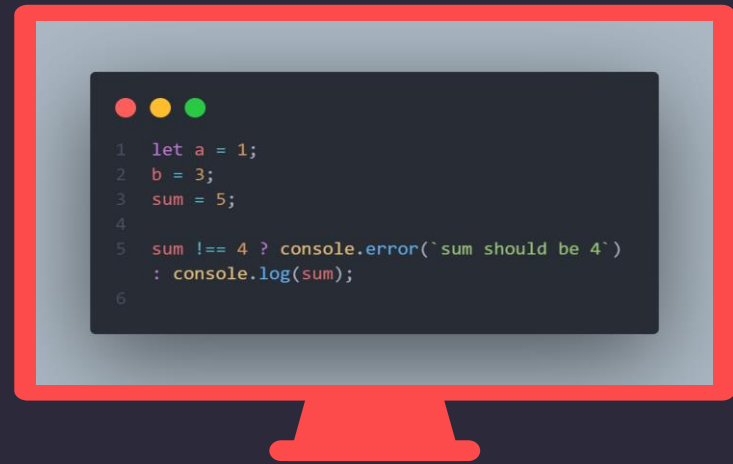 1 let a = 1;
2 b = 3;
3 sum = 5;
4
5 sum !== 4 ? console.error(`sum should be 4`)
: console.log(sum);
6